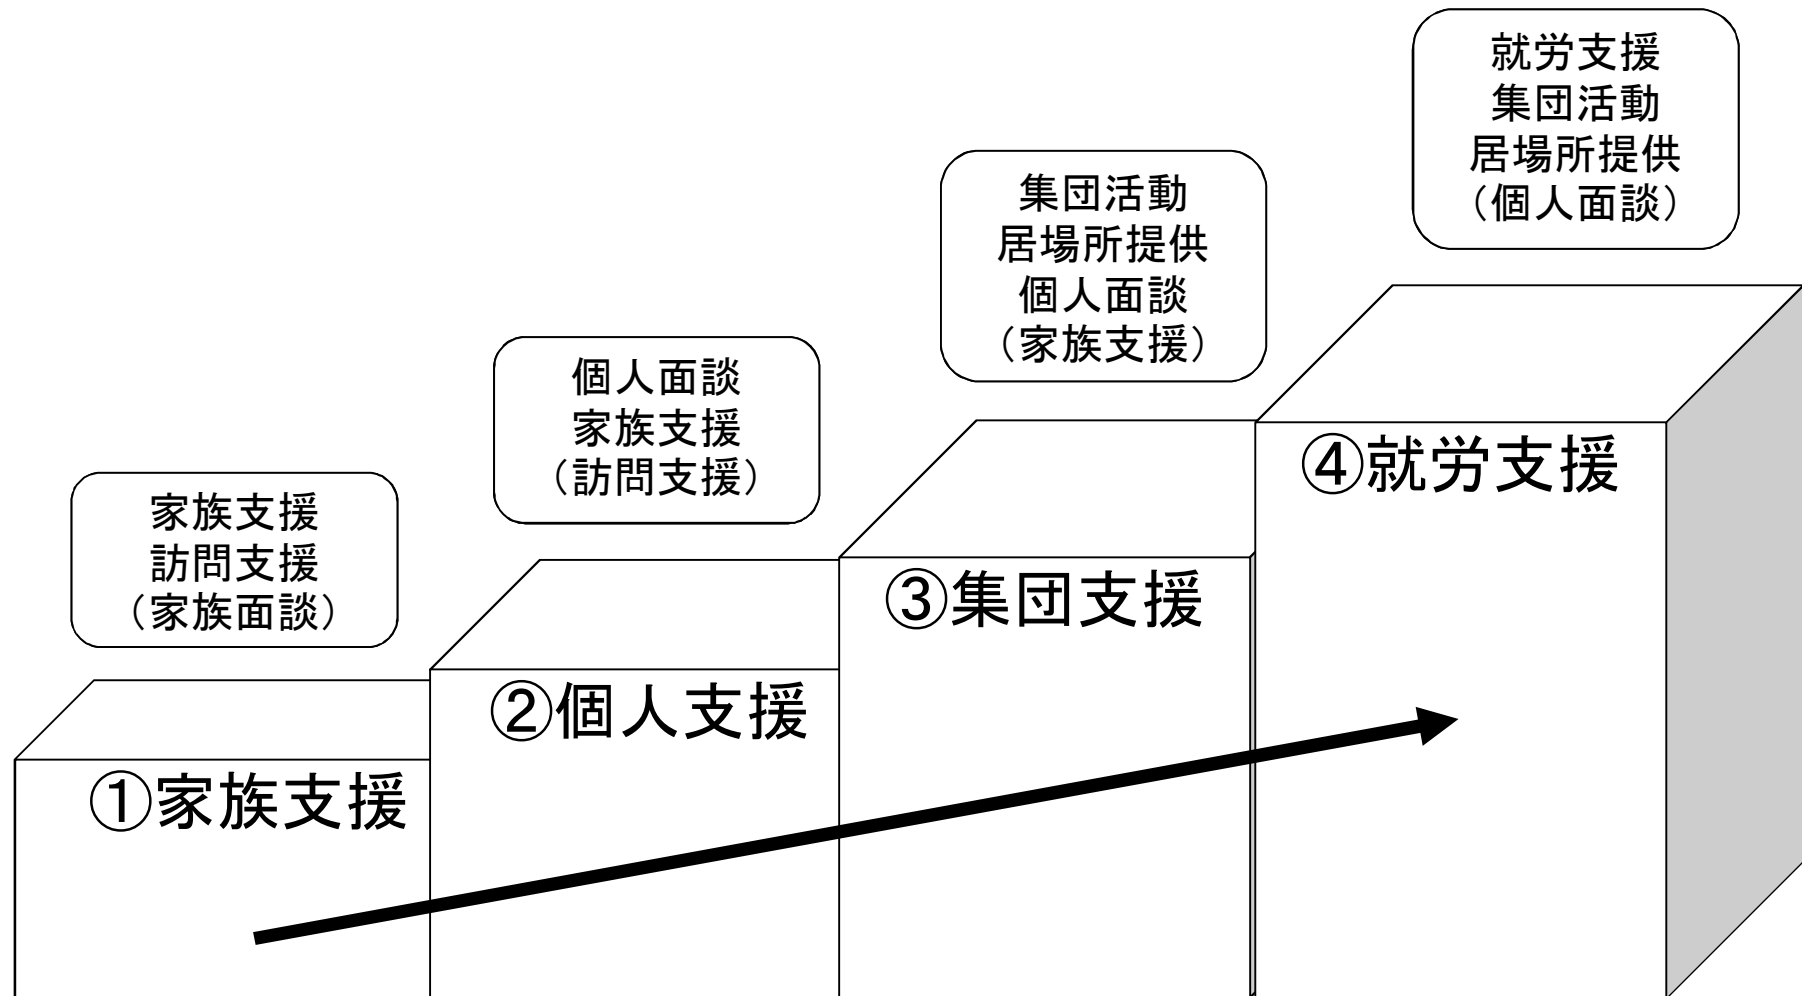 家族支援
訪問支援
（家族面談）
①家族支援
個人面談
家族支援
（訪問支援）
②個人支援
集団活動
居場所提供
個人面談
（家族支援）
③集団支援
就労支援
集団活動
居場所提供
（個人面談）
④就労支援